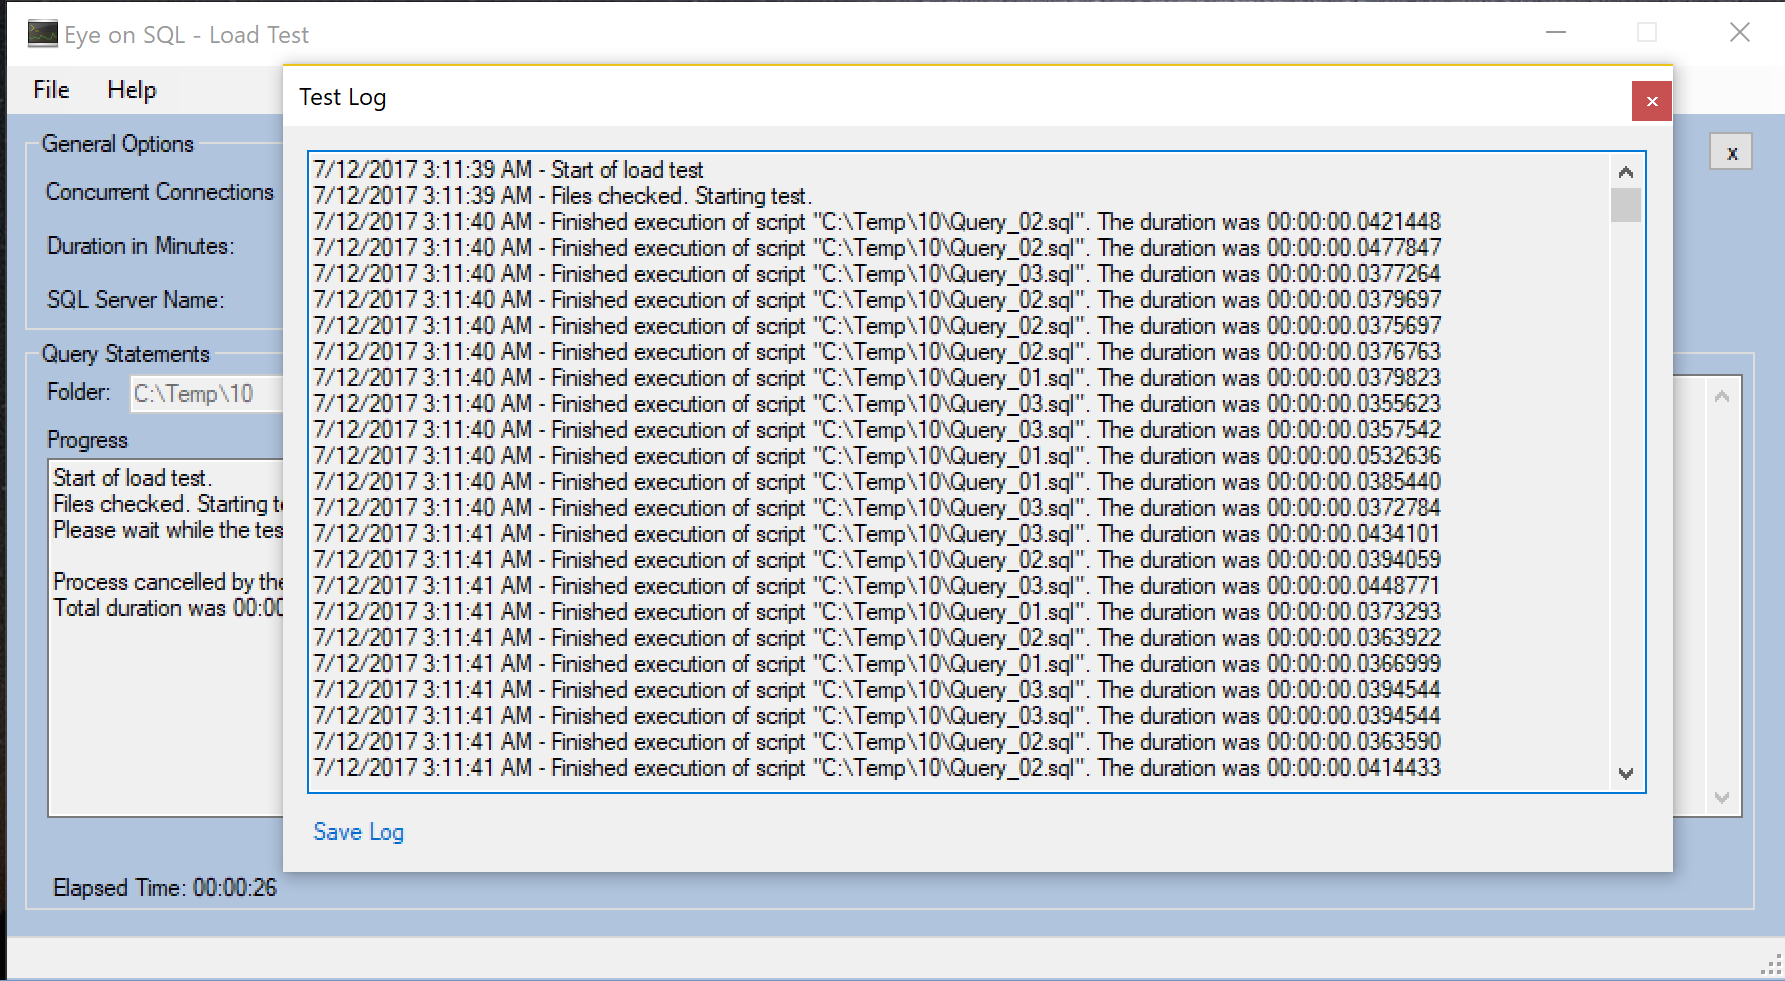 Eye on SQL - Load Test
File Help
Test Log
x
7/12/2017 3:11:39 AM - Start of load test
7/12/2017 3:11:39 AM - Files checked. Starting test.
7/12/2017 3:11:40 AM - Finished execution of script "C:\Temp\10\Query_02.sql". The duration was 00:00:00.0421448
7/12/2017 3:11:40 AM - Finished execution of script "C:\Temp\10\Query_02.sql". The duration was 00:00:00.0477847
7/12/2017 3:11:40 AM - Finished execution of script "C:\Temp\10\Query_03.sql". The duration was 00:00:00.0377264
7/12/2017 3:11:40 AM - Finished execution of script "C:\Temp\10\Query_02.sql". The duration was 00:00:00.0379697
7/12/2017 3:11:40 AM - Finished execution of script "C:\Temp\10\Query_02.sql". The duration was 00:00:00.0375697
7/12/2017 3:11:40 AM - Finished execution of script "C:\Temp\10\Query_02.sql". The duration was 00:00:00.0376763
7/12/2017 3:11:40 AM - Finished execution of script "C:\Temp\10\Query_01.sql". The duration was 00:00:00.0379823
7/12/2017 3:11:40 AM - Finished execution of script "C:\Temp\10\Query_03.sql". The duration was 00:00:00.0355623
7/12/2017 3:11:40 AM - Finished execution of script "C:\Temp\10\Query_03.sql". The duration was 00:00:00.0357542
7/12/2017 3:11:40 AM - Finished execution of script "C:\Temp\10\Query_01.sql". The duration was 00:00:00.0532636
7/12/2017 3:11:40 AM - Finished execution of script "C:\Temp\10\Query_01.sql". The duration was 00:00:00.0385440
7/12/2017 3:11:40 AM - Finished execution of script "C:\Temp\10\Query_03.sql". The duration was 00:00:00.0372784
7/12/2017 3:11:41 AM - Finished execution of script "C:\Temp\10\Query_03.sql". The duration was 00:00:00.0434101
7/12/2017 3:11:41 AM - Finished execution of script "C:\Temp\10\Query_02.sql". The duration was 00:00:00.0394059
7/12/2017 3:11:41 AM - Finished execution of script "C:\Temp\10\Query_03.sql". The duration was 00:00:00.0448771
7/12/2017 3:11:41 AM - Finished execution of script "C:\Temp\10\Query_01.sql". The duration was 00:00:00.0373293
7/12/2017 3:11:41 AM - Finished execution of script "C:\Temp\10\Query_02.sql". The duration was 00:00:00.0363922
7/12/2017 3:11:41 AM - Finished execution of script "C:\Temp\10\Query_01.sql". The duration was 00:00:00.0366999
7/12/2017 3:11:41 AM - Finished execution of script "C:\Temp\10\Query_03.sql". The duration was 00:00:00.0394544
7/12/2017 3:11:41 AM - Finished execution of script "C:\Temp\10\Query_03.sql". The duration was 00:00:00.0394544
7/12/2017 3:11:41 AM - Finished execution of script "C:\Temp\10\Query_02.sql". The duration was 00:00:00.0363590
7/12/2017 3:11:41 AM - Finished execution of script "C:\Temp\10\Query_02.sql". The duration was 00:00:00.0414433
Save Log
General Options
x
Concurrent Connections
Duration in Minutes:
SQL Server Name:
Query Statements
Folder: C:\Temp\10
Progress
Start of load test.
Files checked. Starting t
Please wait while the tes
Process cancelled by the
Total duration was 00:00
Elapsed Time: 00:00:26